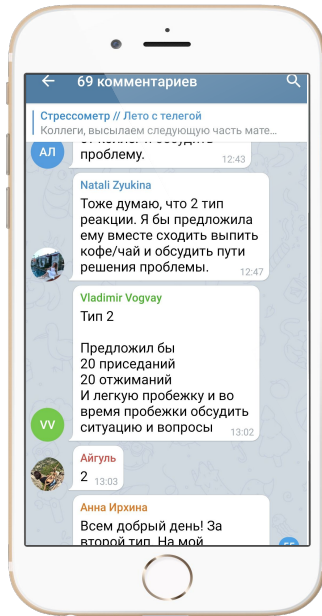 69 комментариев
Стрессометр // Лето с телегой
Коллеги, высылаем следующую часть мате...
АЛ
проблему.
12:43
Natali Zyukina
Тоже думаю, что 2 тип
реакции. Я бы предложила
ему вместе сходить выпить
кофе/чай и обсудить пути
решения проблемы.
12:47
Vladimir Vogvay
Тип 2
Предложил бы
20 приседаний
20 отжиманий
И легкую пробежку и во
время пробежки обсудить
ситуацию и вопросы
13:02
VV
Айгуль
2
13:03
Анна Ирхина
Всем добрый день! За
второй тип. На мой